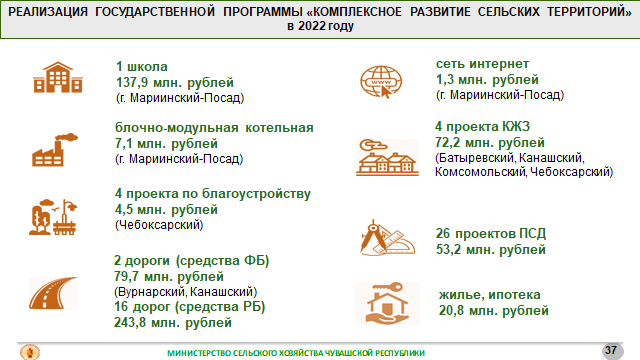 РЕАЛИЗАЦИЯ ГОСУДАРСТВЕННОЙ ПРОГРАММЫ «КОМПЛЕКСНОЕ РАЗВИТИЕ СЕЛЬСКИХ ТЕРРИТОРИЙ»
в 2022 году
1 школа
137,9 млн. рублей
(г. Мариинский-Посад)
блочно-модульная котельная
7,1 млн. рублей
(г. Мариинский-Посад)
4 проекта по благоустройству
4,5 млн. рублей
(Чебоксарский)
2 дороги (средства ФБ)
79,7 млн. рублей
(Вурнарский, Канашский)
16 дорог (средства РБ)
243,8 млн. рублей
сеть интернет
1,3 млн. рублей
(г. Мариинский-Посад)
4 проекта КЖЗ
72,2 млн. рублей
(Батыревский, Канашский,
Комсомольский, Чебоксарский)
26 проектов ПСД
53,2 млн. рублей
жилье, ипотека
20,8 млн. рублей
МИНИСТЕРСТВО СЕЛЬСКОГО ХОЗЯЙСТВА ЧУВАШСКОЙ РЕСПУБЛИКИ
37